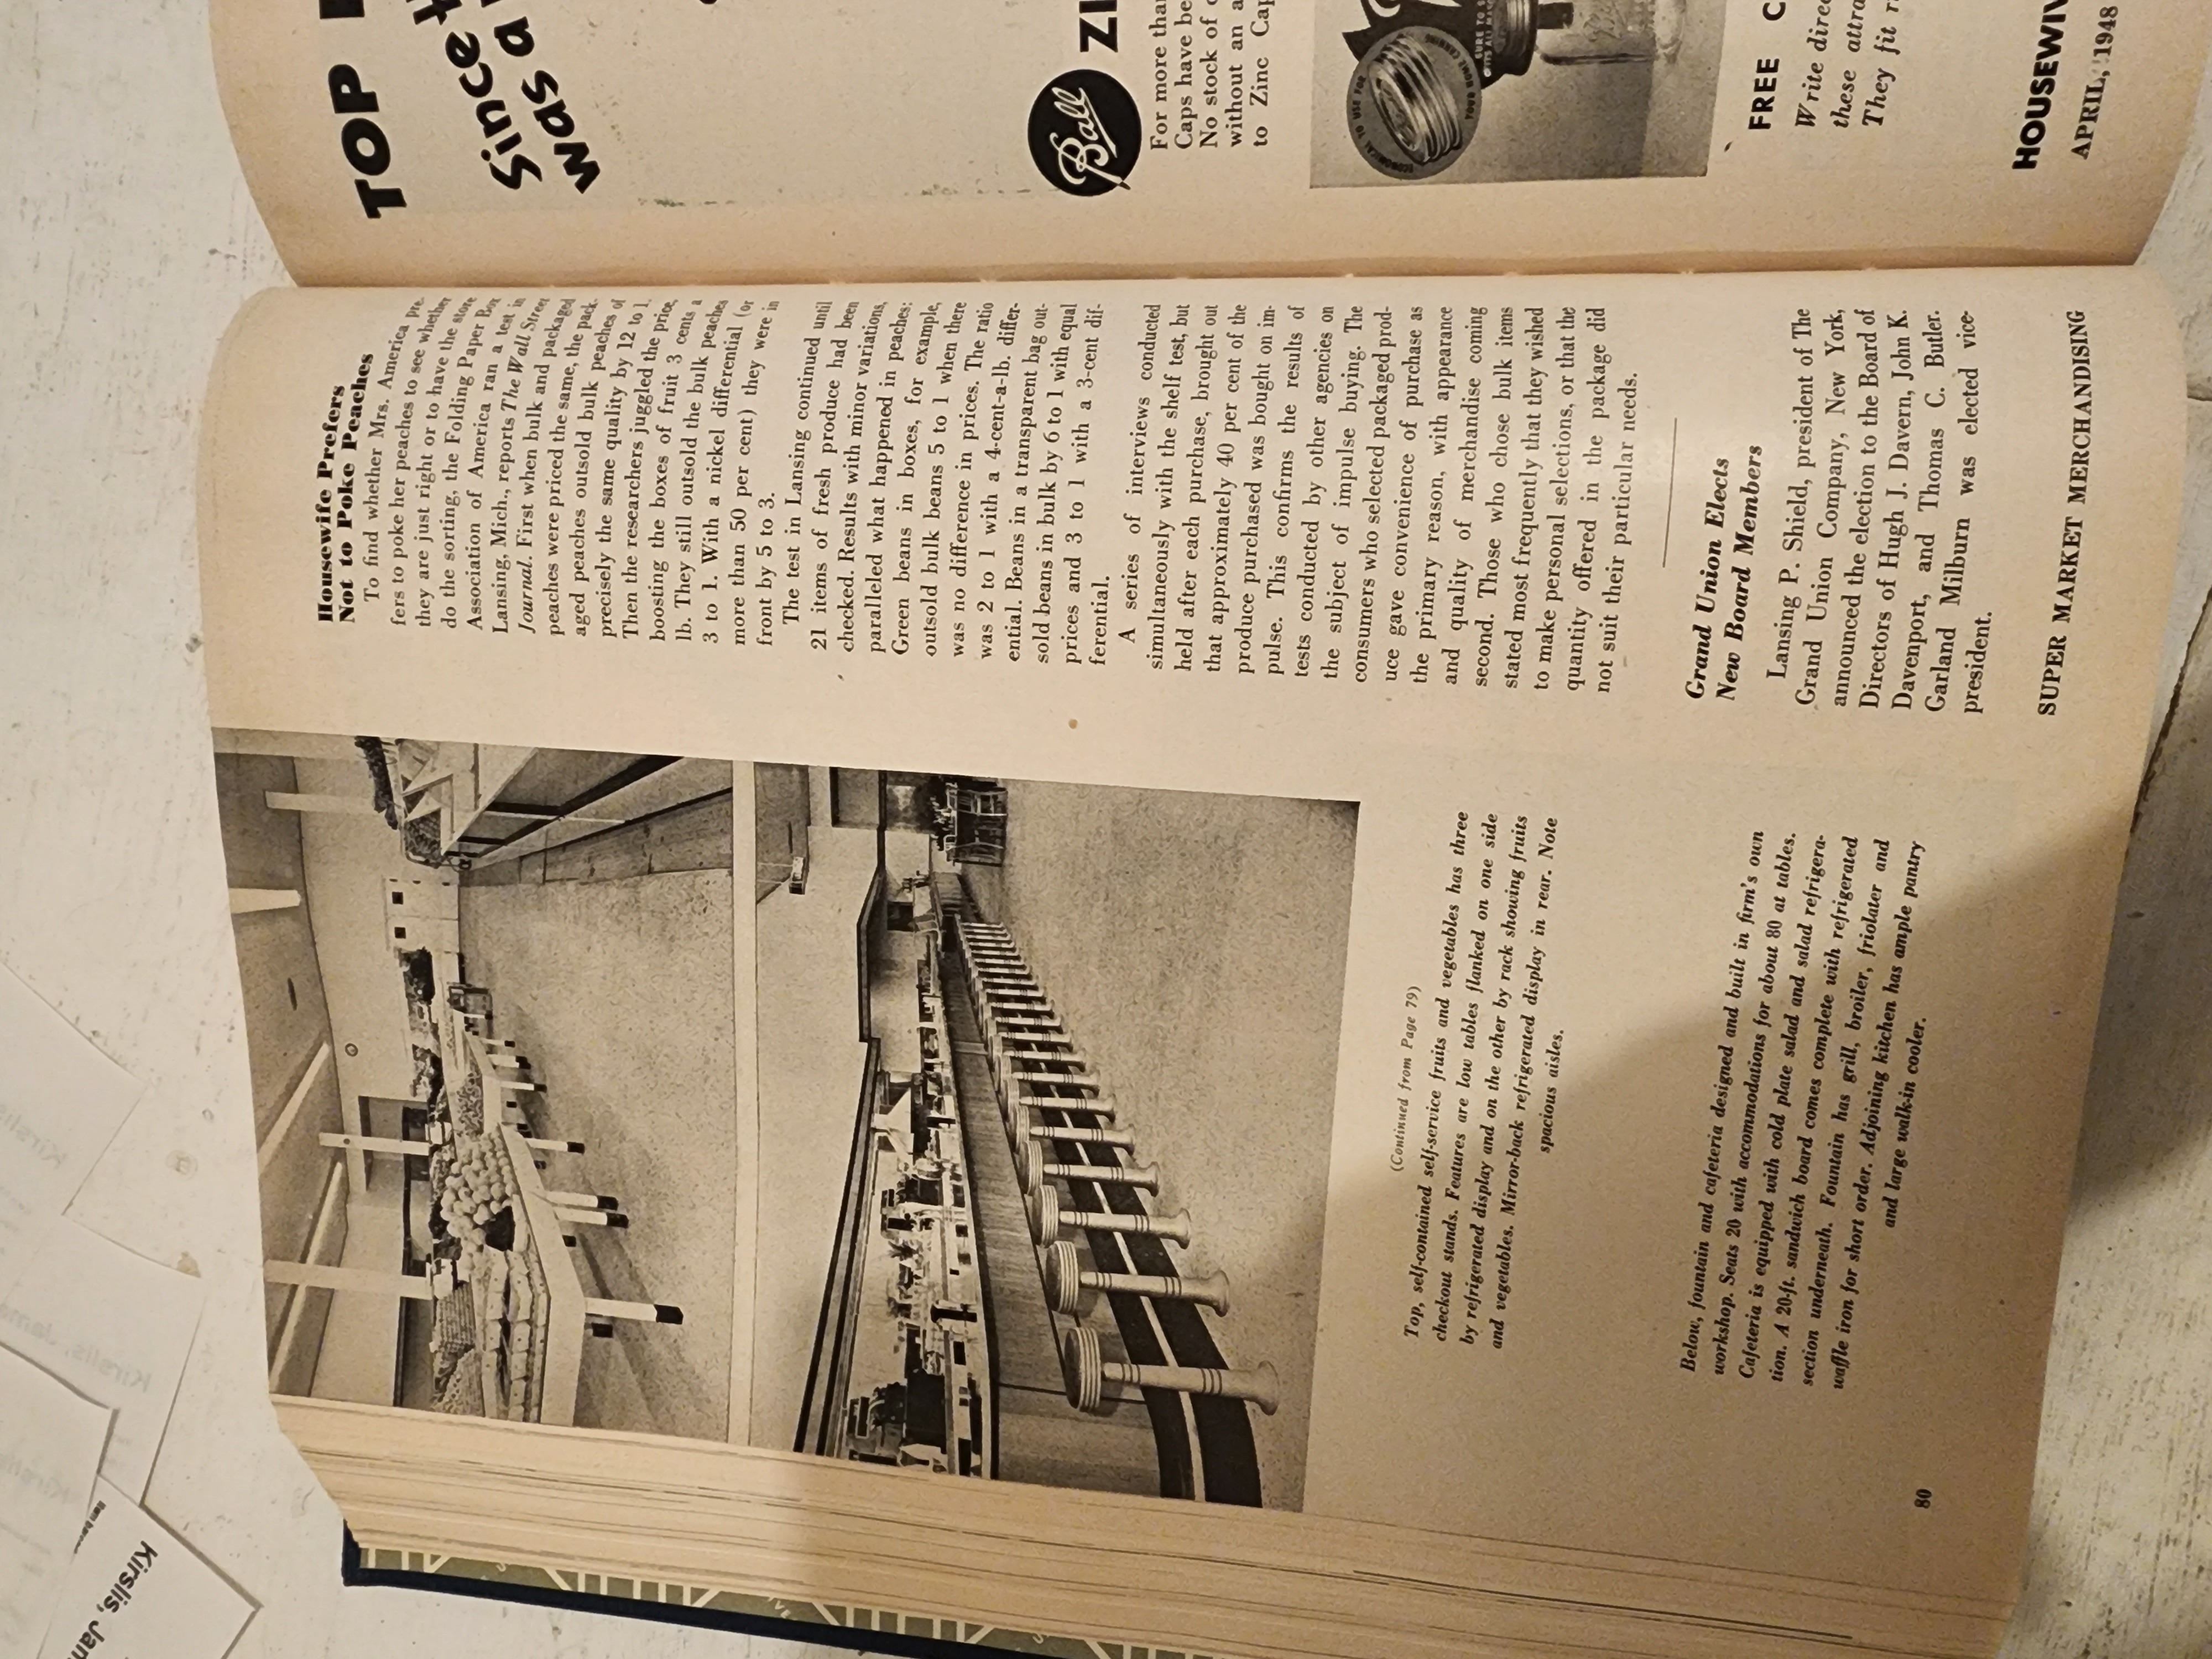 (Continued from Page 79)
Top, self-contained self-service fruits and vegetables has three
checkout stands. Features are low tables flanked on one side
by refrigerated display and on the other by rack showing fruits
and vegetables. Mirror-back refrigerated display in rear. Note
spacious aisles.
Below, fountain and cafeteria designed and built in firm's own
workshop. Seats 20 with accommodations for about 80 at tables.
Cafeteria is equipped with cold plate salad and salad refrigera-
tion. A 20-ft. sandwich board comes complete with refrigerated
section underneath. Fountain has grill, broiler, friolater and
waffle iron for short order. Adjoining kitchen has ample pantry
and large walk-in cooler.
80
Housewife Prefers
Not to Poke Peaches
To find whether Mrs. America pre-
fers to poke her peaches to see whether
they are just right or to have the store
do the sorting, the Folding Paper Box
Association of America ran a test in
Lansing, Mich., reports The Wall Street
Journal. First when bulk and packaged
peaches were priced the same, the pack-
aged peaches outsold bulk peaches of
precisely the same quality by 12 to 1.
Then the researchers juggled the price,
boosting the boxes of fruit 3 cents a
lb. They still outsold the bulk peaches
3 to 1. With a nickel differential (or
more than 50 per cent) they were in
front by 5 to 3.
The test in Lansing continued until
21 items of fresh produce had been
checked. Results with minor variations,
paralleled what happened in peaches:
Green beans in boxes, for example,
outsold bulk beans 5 to 1 when there
was no difference in prices. The ratio
was 2 to 1 with a 4-cent-a-lb. differ-
ential. Beans in a transparent bag out-
sold beans in bulk by 6 to 1 with equal
prices and 3 to 1 with a 3-cent dif-
ferential.
A series of interviews conducted
simultaneously with the shelf test, but
held after each purchase, brought out
that approximately 40 per cent of the
produce purchased was bought on im-
pulse. This confirms the results of
tests conducted by other agencies on
the subject of impulse buying. The
consumers who selected packaged prod-
uce gave convenience of purchase as
the primary reason, with appearance
and quality of merchandise coming
second. Those who chose bulk items
stated most frequently that they wished
to make personal selections, or that the
quantity offered in the package did
not suit their particular needs.
Grand Union Elects
New Board Members
Lansing P. Shield, president of The
Grand Union Company, New York,
announced the election to the Board of
Directors of Hugh J. Davern, John K.
Davenport, and Thomas C. Butler.
Garland Milburn was elected vice-
president.
SUPER MARKET MERCHANDISING
TOP
Since
was a
Ball
ZI
For more tha
Caps have be
No stock of
without an a
to Zinc Cap
ECONOMICAL TO USE FOR
YOUR HOME CANNING
FREE C
Write direc
these attra
They fit r
HOUSEWIV
APRIL, 1948
Kirslis, Jan